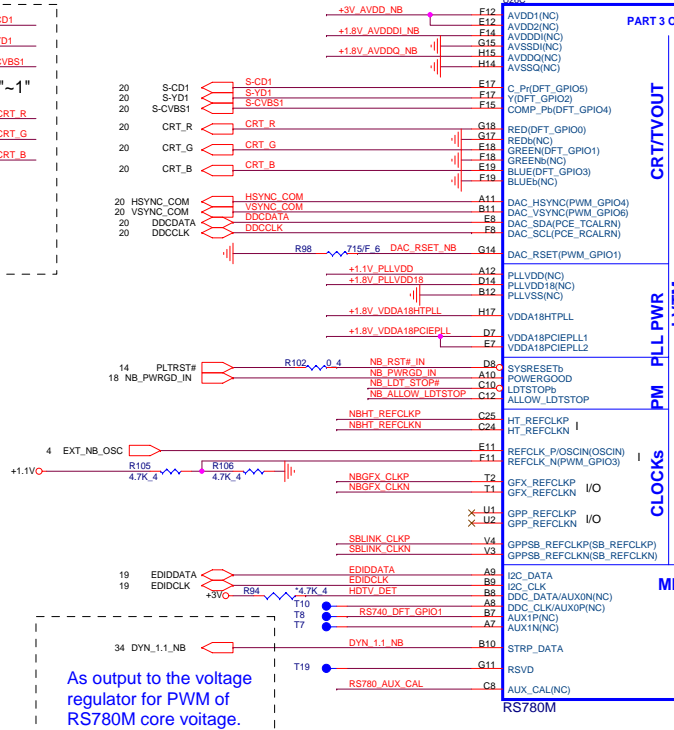 CD1
YD1
CVBS1
"~1"
CRT_R
CRT_G
CRT_B
+3V_AVDD_NB
F12 AVDD1(NC)
E12 AVDD2(NC)
PART 3 O
+1.8V_AVDDDI_NB F14 AVDDDI(NC)
G15 AVSSDI(NC)
+1.8V_AVDDQ_NB H15 AVDDQ(NC)
H14 AVSSQ(NC)
20 S-CD1 S-CD1 E17 C_Pr(DFT_GPIO5)
20 S-YD1 S-YD1 F17 Y(DFT_GPIO2)
20 S-CVBS1 S-CVBS1 F15 COMP_Pb(DFT_GPIO4)
20 CRT_R CRT_R G18 RED(DFT_GPIO0)
G17 REDb(NC)
20 CRT_G CRT_G E18 GREEN(DFT_GPIO1)
F18 GREENb(NC)
20 CRT_B CRT_B E19 BLUE(DFT_GPIO3)
F19 BLUEb(NC)
CRT/TVOUT
20 HSYNC_COM HSYNC_COM A11 DAC_HSYNC(PWM_GPIO4)
20 VSYNC_COM VSYNC_COM B11 DAC_VSYNC(PWM_GPIO6)
20 DDCDATA DDCDATA E8 DAC_SDA(PCE_TCALRN)
20 DDCCLK DDCCLK F8 DAC_SCL(PCE_RCALRN)
R98 715/F_6 DAC_RSET_NB G14 DAC_RSET(PWM_GPIO1)
+1.1V_PLLVDD A12 PLLVDD(NC)
+1.8V_PLLVDD18 D14 PLLVDD18(NC)
B12 PLLVSS(NC)
+1.8V_VDDA18HTPLL H17 VDDA18HTPLL
+1.8V_VDDA18PCIEPLL D7 VDDA18PCIEPLL1
E7 VDDA18PCIEPLL2
PLL PWR
14 PLTRST# R102 0_4 NB_RST#_IN D8 SYSRESETb
18 NB_PWRGD_IN NB_PWRGD_IN A10 POWERGOOD
NB_LDT_STOP# C10 LDTSTOPb
NB_ALLOW_LDTSTOP C12 ALLOW_LDTSTOP
PM
NBHT_REFCLKP C25 HT_REFCLKP
NBHT_REFCLKN C24 HT_REFCLKN
I
4 EXT_NB_OSC E11 REFCLK_P/OSCIN(OSCIN)
F11 REFCLK_N(PWM_GPIO3)
I
+1.1V R105 4.7K_4 R106 4.7K_4
NBGFX_CLKP T2 GFX_REFCLKP
NBGFX_CLKN T1 GFX_REFCLKN
I/O
U1 GPP_REFCLKP
U2 GPP_REFCLKN
I/O
SBLINK_CLKP V4 GPPSB_REFCLKP(SB_REFCLKP)
SBLINK_CLKN V3 GPPSB_REFCLKN(SB_REFCLKN)
CLOCKs
19 EDIDDATA EDIDDATA A9 I2C_DATA
19 EDIDCLK EDIDCLK B9 I2C_CLK
+3V R94 *4.7K_4 HDTV_DET B8 DDC_DATA/AUX0N(NC)
T10 A8 DDC_CLK/AUX0P(NC)
T8 RS740_DFT_GPIO1 B7 AUX1P(NC)
T7 A7 AUX1N(NC)
MI
34 DYN_1.1_NB DYN_1.1_NB B10 STRP_DATA
T19 G11 RSVD
RS780_AUX_CAL C8 AUX_CAL(NC)
RS780M
As output to the voltage
regulator for PWM of
RS780M core voitage.